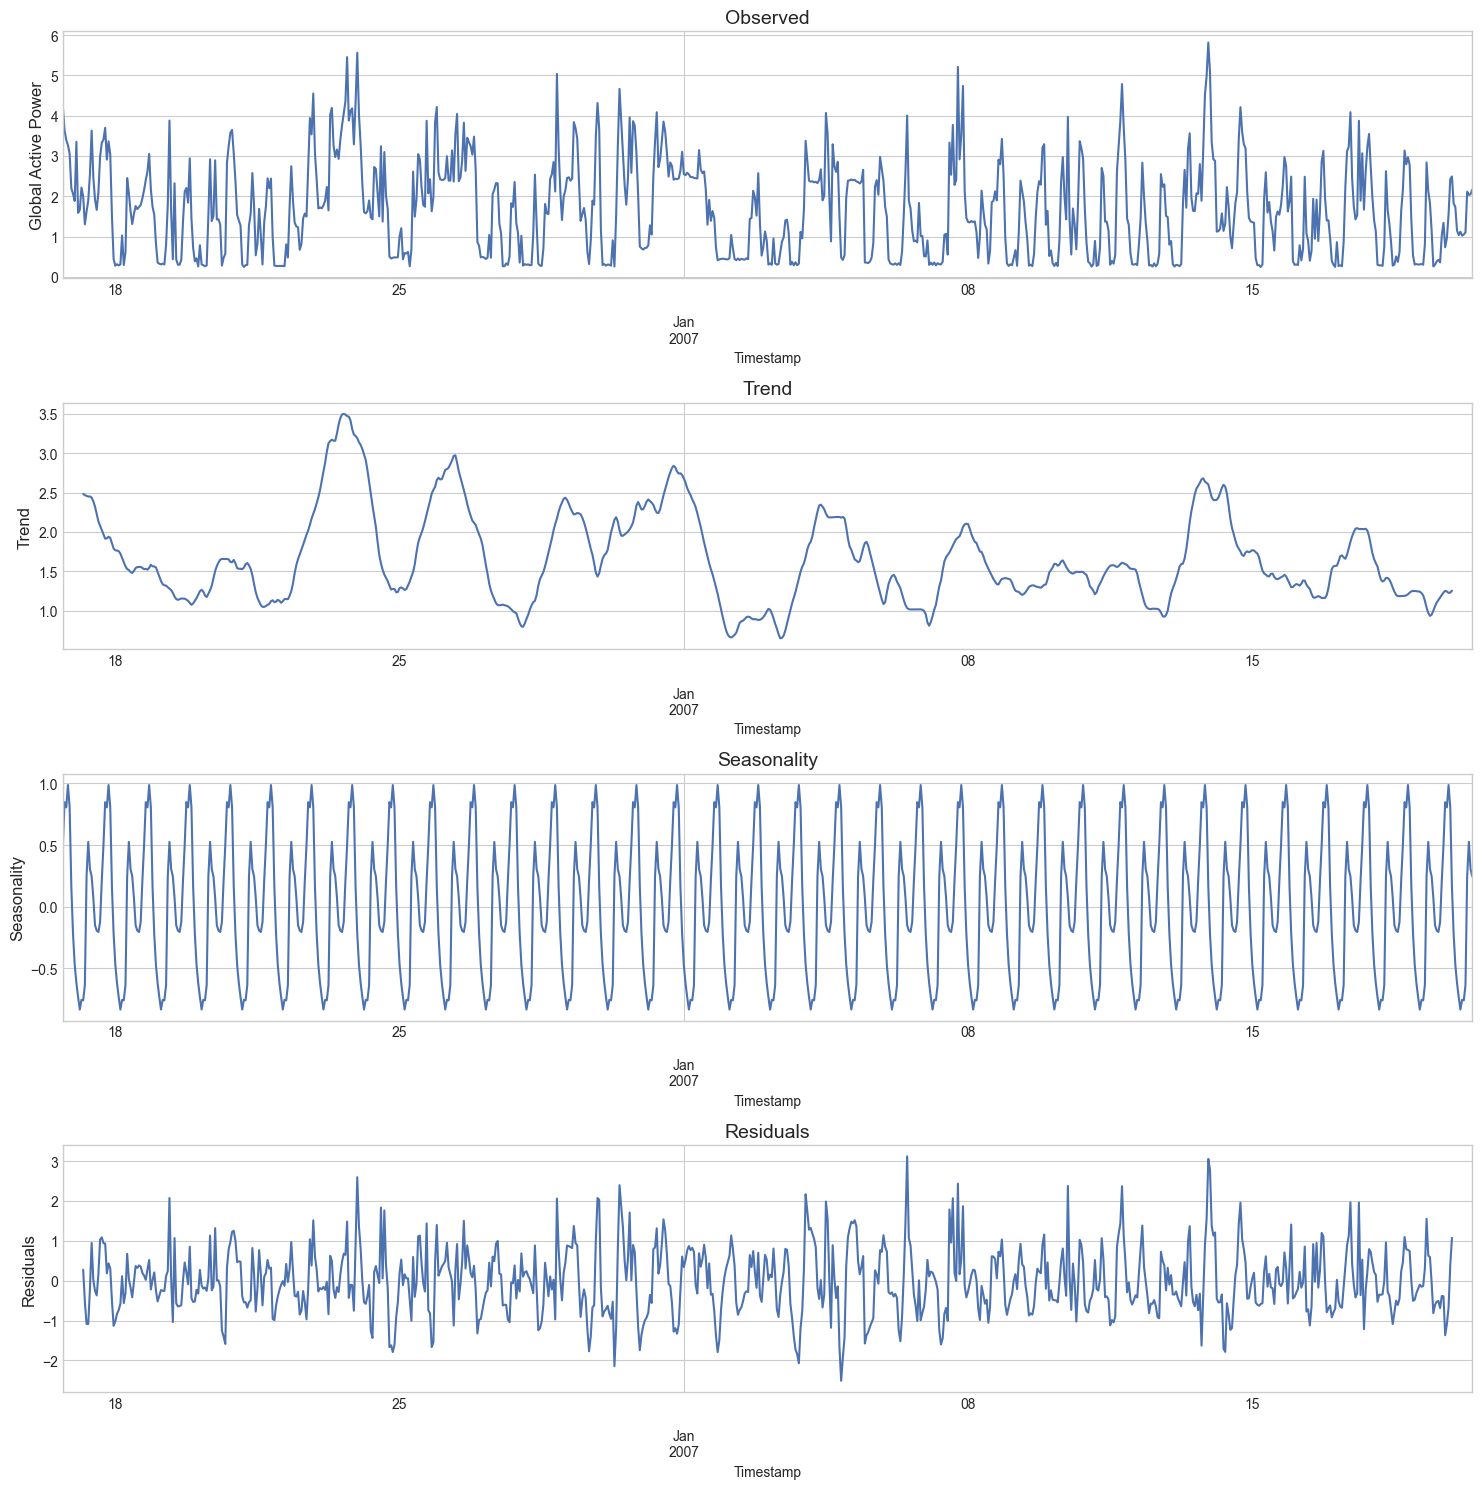 Observed
Global Active Power
6
5
4
3
2
1
0
18 25 08 15
Jan
2007
Timestamp
Trend
Trend
3.5
3.0
2.5
2.0
1.5
1.0
18 25 08 15
Jan
2007
Timestamp
Seasonality
Seasonality
1.0
0.5
0.0
−0.5
18 25 08 15
Jan
2007
Timestamp
Residuals
Residuals
3
2
1
0
−1
−2
18 25 08 15
Jan
2007
Timestamp